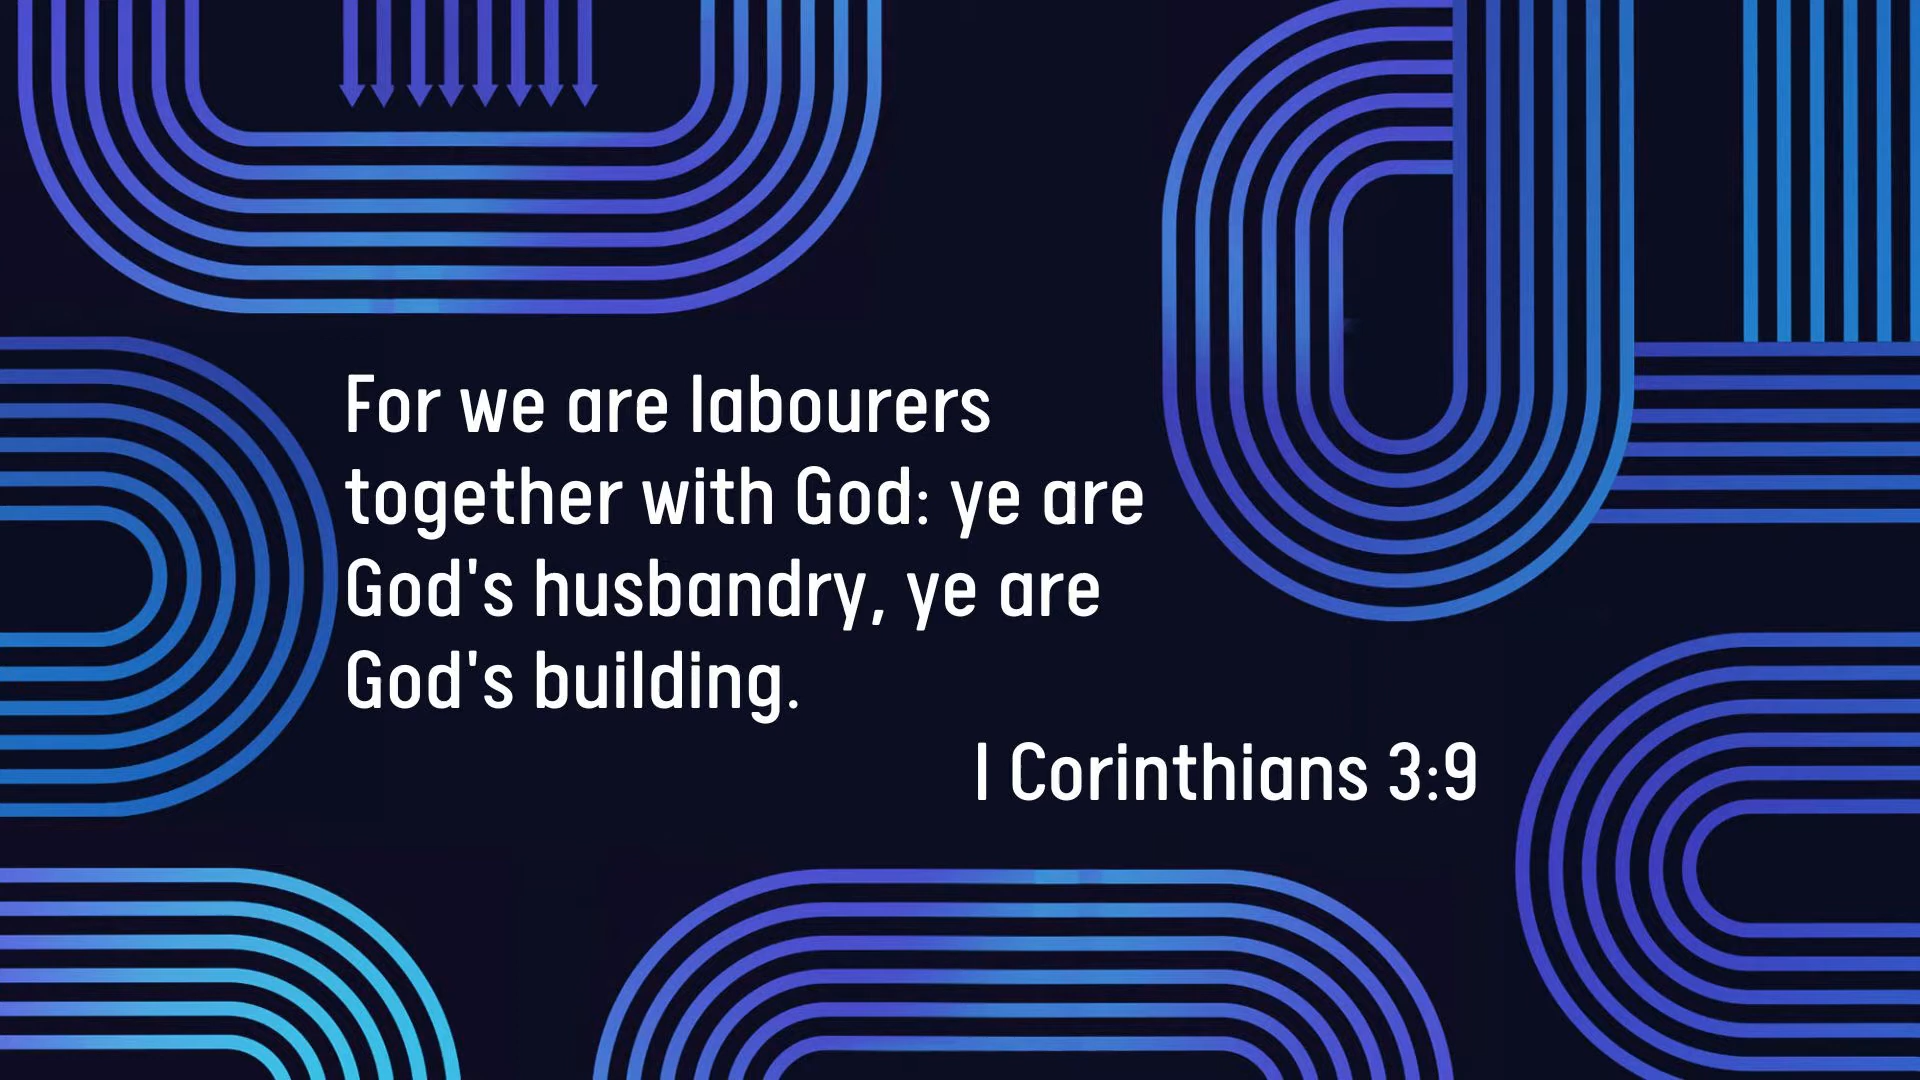 For we are labourers
together with God: ye are
God's husbandry, ye are
God's building.
I Corinthians 3:9